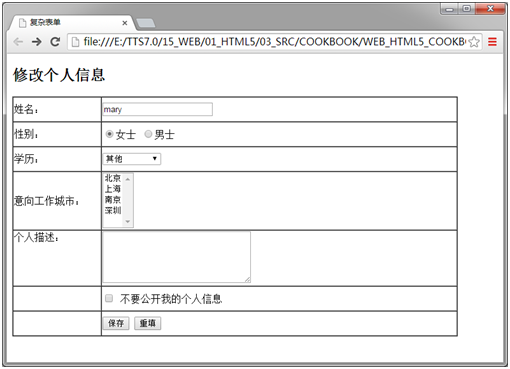 复杂表单
file:///E:/TTS7.0/15_WEB/01_HTML5/03_SRC/COOKBOOK/WEB_HTML5_COOKB
修改个人信息
姓名： mary
性别： 女士 男士
学历： 其他
意向工作城市： 北京
上海
南京
深圳
个人描述：
不要公开我的个人信息
保存 重填